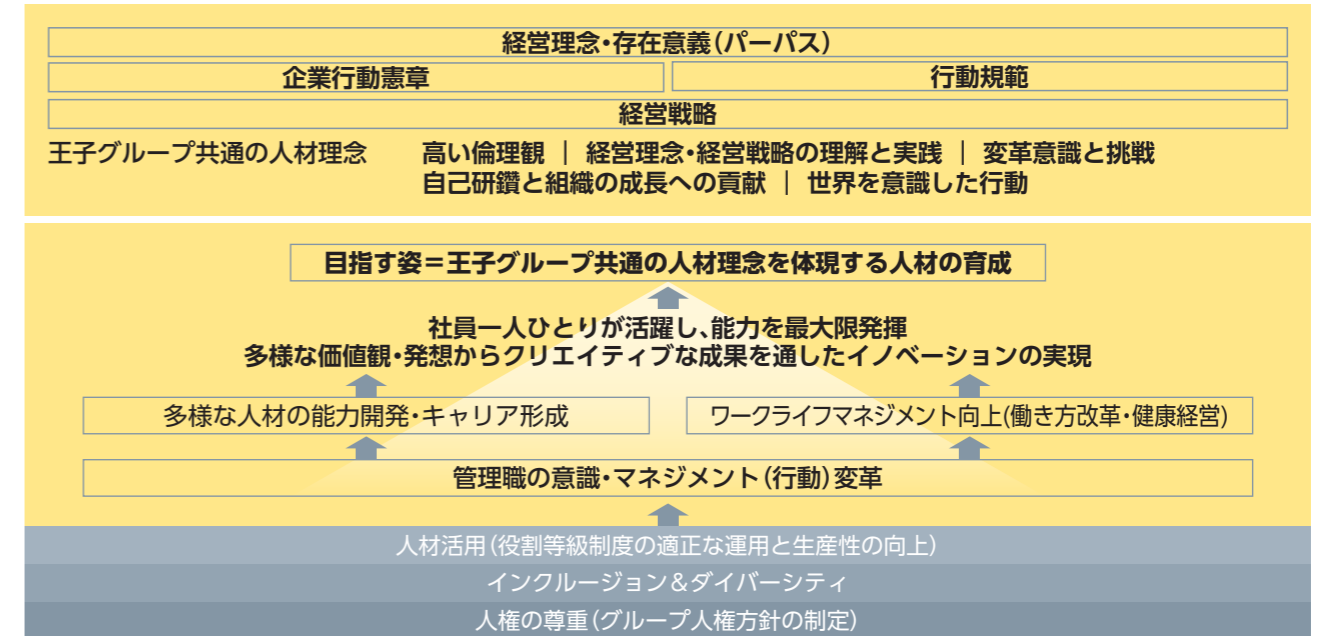 経営理念・存在意義（パーパス）
企業行動憲章
行動規範
経営戦略
王子グループ共通の人材理念
高い倫理観 ｜ 経営理念・経営戦略の理解と実践 ｜ 変革意識と挑戦
自己研鑽と組織の成長への貢献 ｜ 世界を意識した行動
目指す姿＝王子グループ共通の人材理念を体現する人材の育成
社員一人ひとりが活躍し、能力を最大限発揮
多様な価値観・発想からクリエイティブな成果を通したイノベーションの実現
多様な人材の能力開発・キャリア形成
ワークライフマネジメント向上(働き方改革・健康経営)
管理職の意識・マネジメント（行動）変革
人材活用（役割等級制度の適正な運用と生産性の向上）
インクルージョン＆ダイバーシティ
人権の尊重（グループ人権方針の制定）